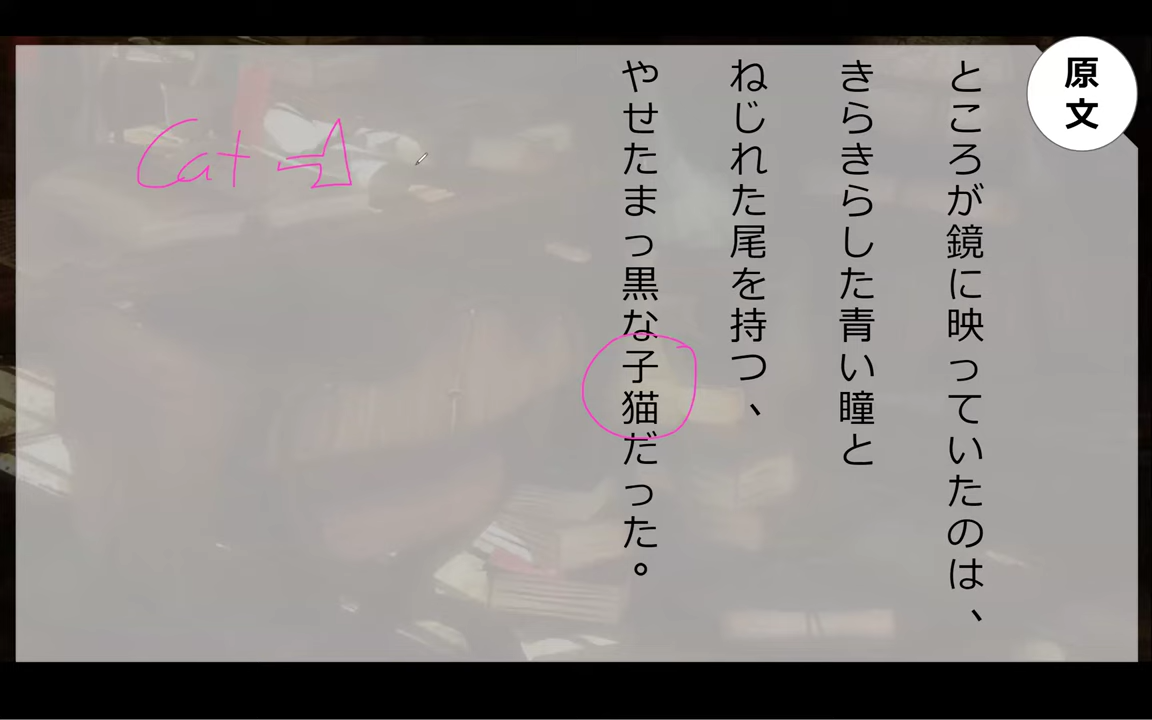 原文
ところが鏡に映っていたのは、
きらきらした青い瞳と
ねじれた尾を持つ、
やせたまっ黒な子猫だった。
Cat